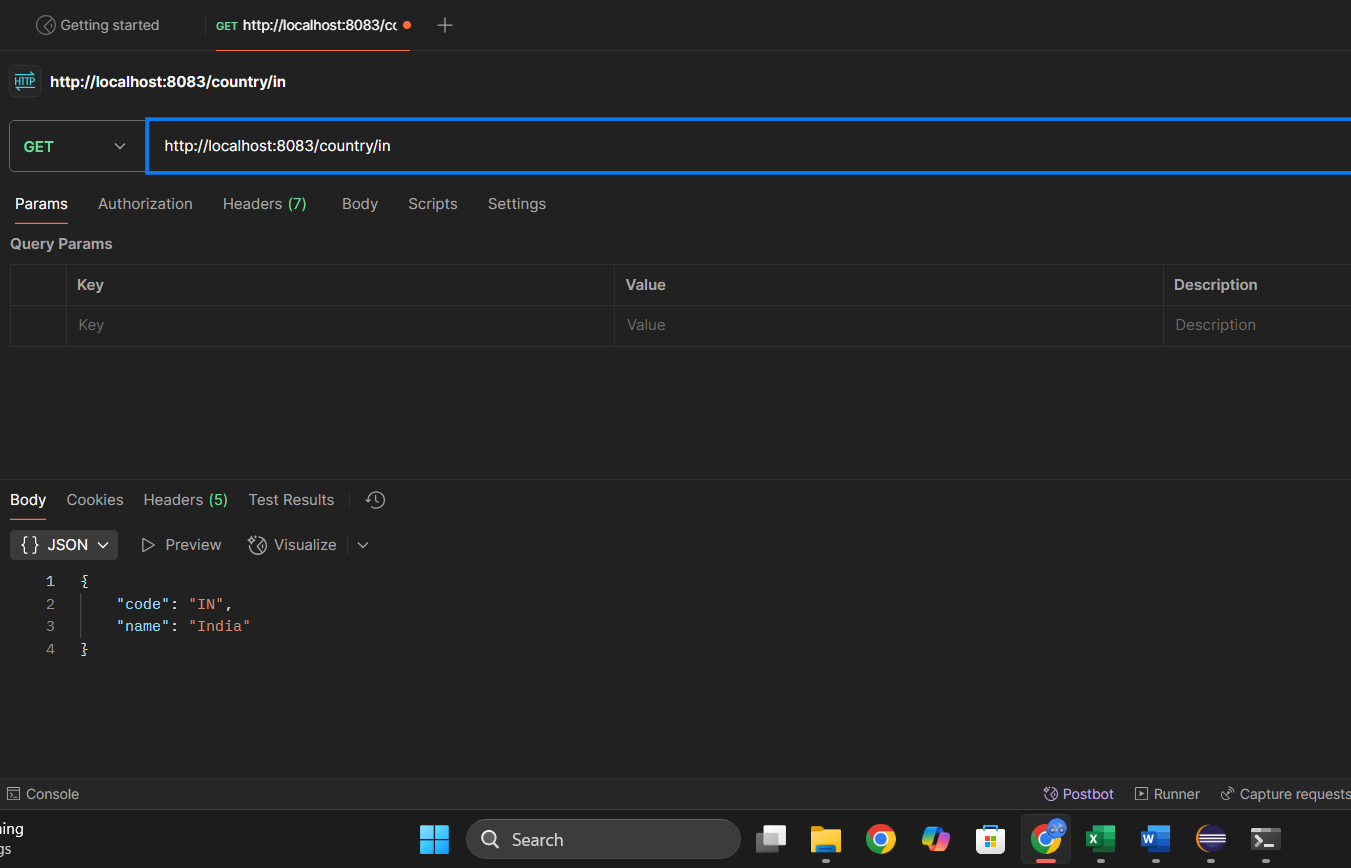 Getting started
GET http://localhost:8083/cc
HTTP http://localhost:8083/country/in
GET http://localhost:8083/country/in
Params Authorization Headers (7) Body Scripts Settings
Query Params
Key Value Description
Key Value Description
Body Cookies Headers (5) Test Results
{} JSON Preview Visualize
1 {
2 "code": "IN",
3 "name": "India"
4 }
Console Postbot Runner Capture requests
Search